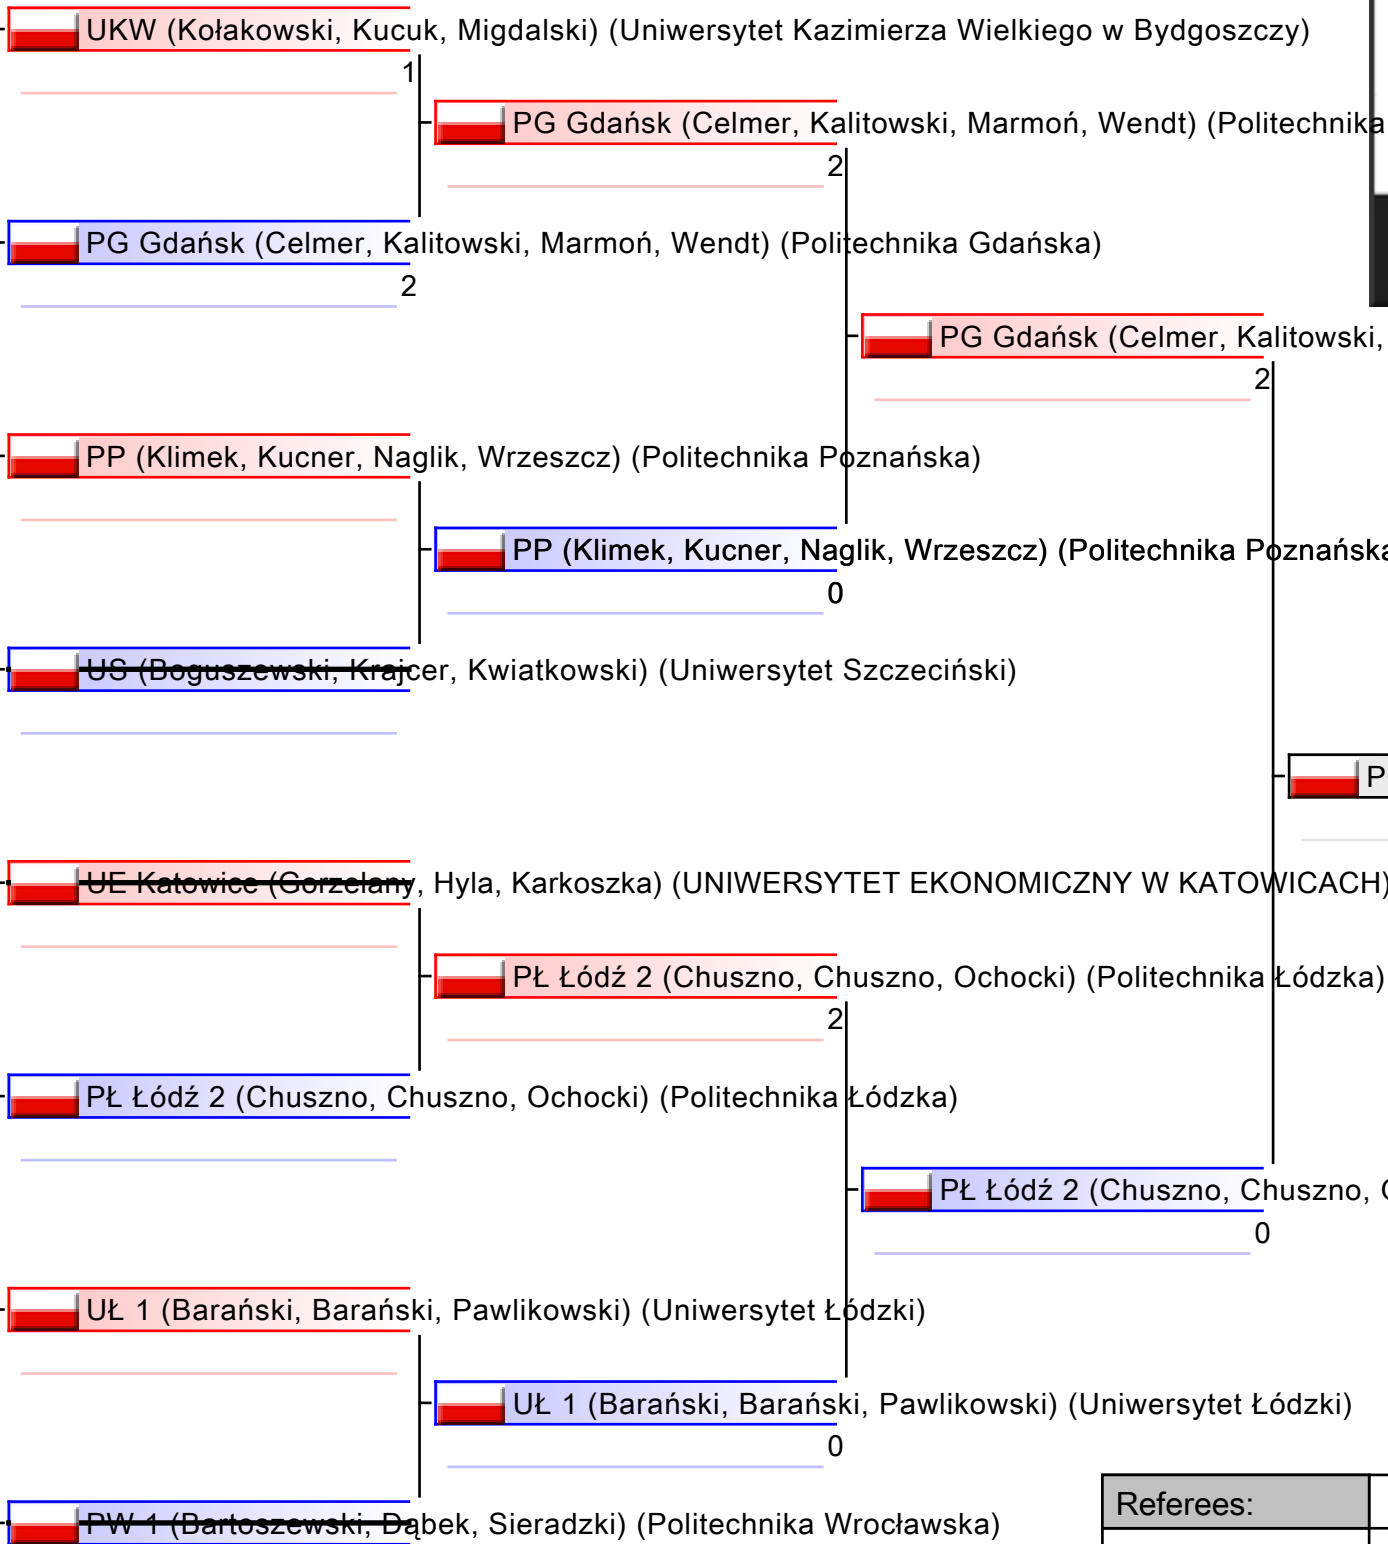 UKW (Kołakowski, Kucuk, Migdalski) (Uniwersytet Kazimierza Wielkiego w Bydgoszczy)
1
PG Gdańsk (Celmer, Kalitowski, Marmoń, Wendt) (Politechnika
2
PG Gdańsk (Celmer, Kalitowski, Marmoń, Wendt) (Politechnika Gdańska)
2
PG Gdańsk (Celmer, Kalitowski,
2
PP (Klimek, Kucner, Naglik, Wrzeszcz) (Politechnika Poznańska)
PP (Klimek, Kucner, Naglik, Wrzeszcz) (Politechnika Poznańska
0
US (Boguszewski, Krajcer, Kwiatkowski) (Uniwersytet Szczeciński)
P
UE Katowice (Gorzelany, Hyla, Karkoszka) (UNIWERSYTET EKONOMICZNY W KATOWICACH)
PŁ Łódź 2 (Chuszno, Chuszno, Ochocki) (Politechnika Łódzka)
2
PŁ Łódź 2 (Chuszno, Chuszno, Ochocki) (Politechnika Łódzka)
PŁ Łódź 2 (Chuszno, Chuszno,
0
UŁ 1 (Barański, Barański, Pawlikowski) (Uniwersytet Łódzki)
UŁ 1 (Barański, Barański, Pawlikowski) (Uniwersytet Łódzki)
0
Referees:
PW 1 (Bartoszewski, Dąbek, Sieradzki) (Politechnika Wrocławska)